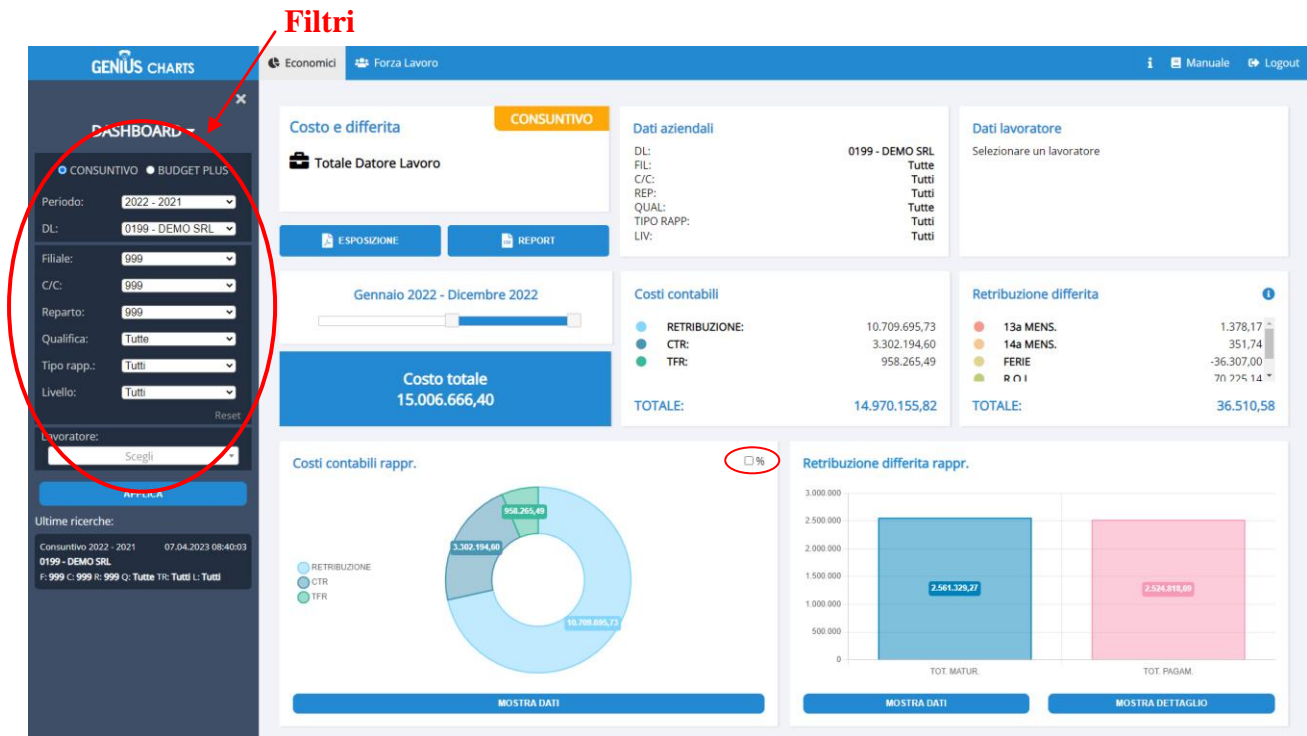 Filtri
GENIUS CHARTS
Economici
Forza Lavoro
i
Manuale
Logout
×
DASHBOARD
CONSUNTIVO
BUDGET PLUS
Periodo: 2022 - 2021
DL: 0199 - DEMO SRL
Filiale: 999
C/C: 999
Reparto: 999
Qualifica: Tutte
Tipo rapp.: Tutti
Livello: Tutti
Reset
Lavoratore:
Scegli
APPLICA
Ultime ricerche:
Consuntivo 2022 - 2021 07.04.2023 08:40:03
0199 - DEMO SRL
F: 999 C: 999 R: 999 Q: Tutte TR: Tutti L: Tutti
Costo e differita
CONSUNTIVO
Totale Datore Lavoro
ESPOSIZIONE
REPORT
Dati aziendali
DL: 0199 - DEMO SRL
FIL: Tutte
C/C: Tutti
REP: Tutti
QUAL: Tutte
TIPO RAPP: Tutti
LIV: Tutti
Dati lavoratore
Selezionare un lavoratore
Gennaio 2022 - Dicembre 2022
Costo totale
15.006.666,40
Costi contabili
RETRIBUZIONE: 10.709.695,73
CTR: 3.302.194,60
TFR: 958.265,49
TOTALE: 14.970.155,82
Retribuzione differita
13a MENS. 1.378,17
14a MENS. 351,74
FERIE -36.307,00
R.O.L. 70.225,14
TOTALE: 36.510,58
Costi contabili rappr.
%
RETRIBUZIONE
CTR
TFR
958.265,49
3.302.194,60
10.709.695,73
MOSTRA DATI
Retribuzione differita rappr.
3.000.000
2.500.000
2.000.000
1.500.000
1.000.000
500.000
0
2.561.329,27
2.524.818,69
TOT. MATUR.
TOT. PAGAM.
MOSTRA DATI
MOSTRA DETTAGLIO